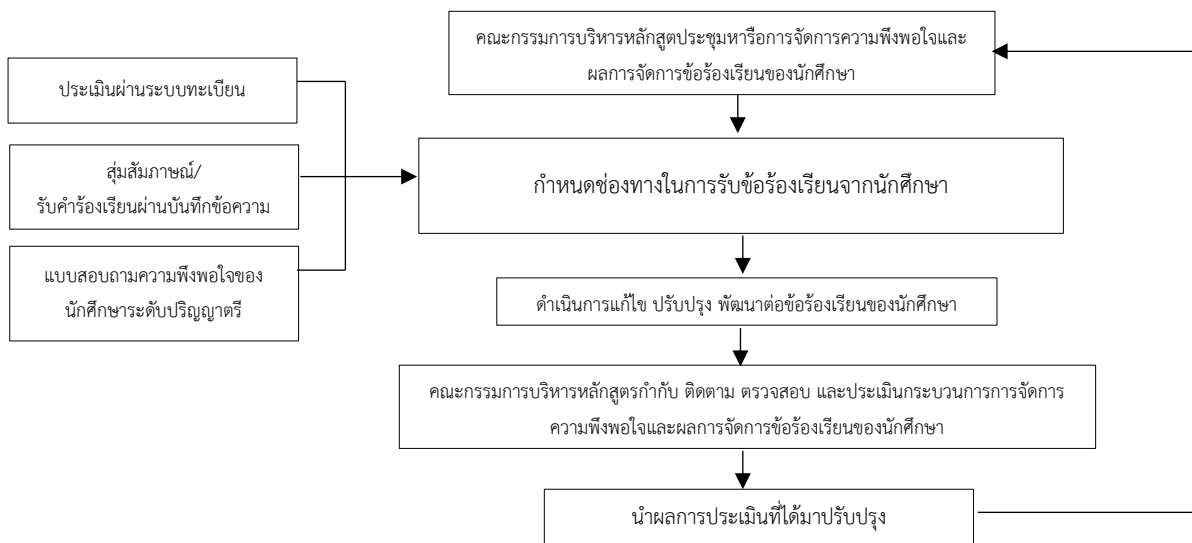 คณะกรรมการบริหารหลักสูตประชุมหารือการจัดการความพึงพอใจและ
ผลการจัดการข้อร้องเรียนของนักศึกษา
ประเมินผ่านระบบทะเบียน
สุ่มสัมภาษณ์/
รับคำร้องเรียนผ่านบันทึกข้อความ
แบบสอบถามความพึงพอใจของ
นักศึกษาระดับปริญญาตรี
กำหนดช่องทางในการรับข้อร้องเรียนจากนักศึกษา
ดำเนินการแก้ไข ปรับปรุง พัฒนาต่อข้อร้องเรียนของนักศึกษา
คณะกรรมการบริหารหลักสูตรกำกับ ติดตาม ตรวจสอบ และประเมินกระบวนการการจัดการ
ความพึงพอใจและผลการจัดการข้อร้องเรียนของนักศึกษา
นำผลการประเมินที่ได้มาปรับปรุง